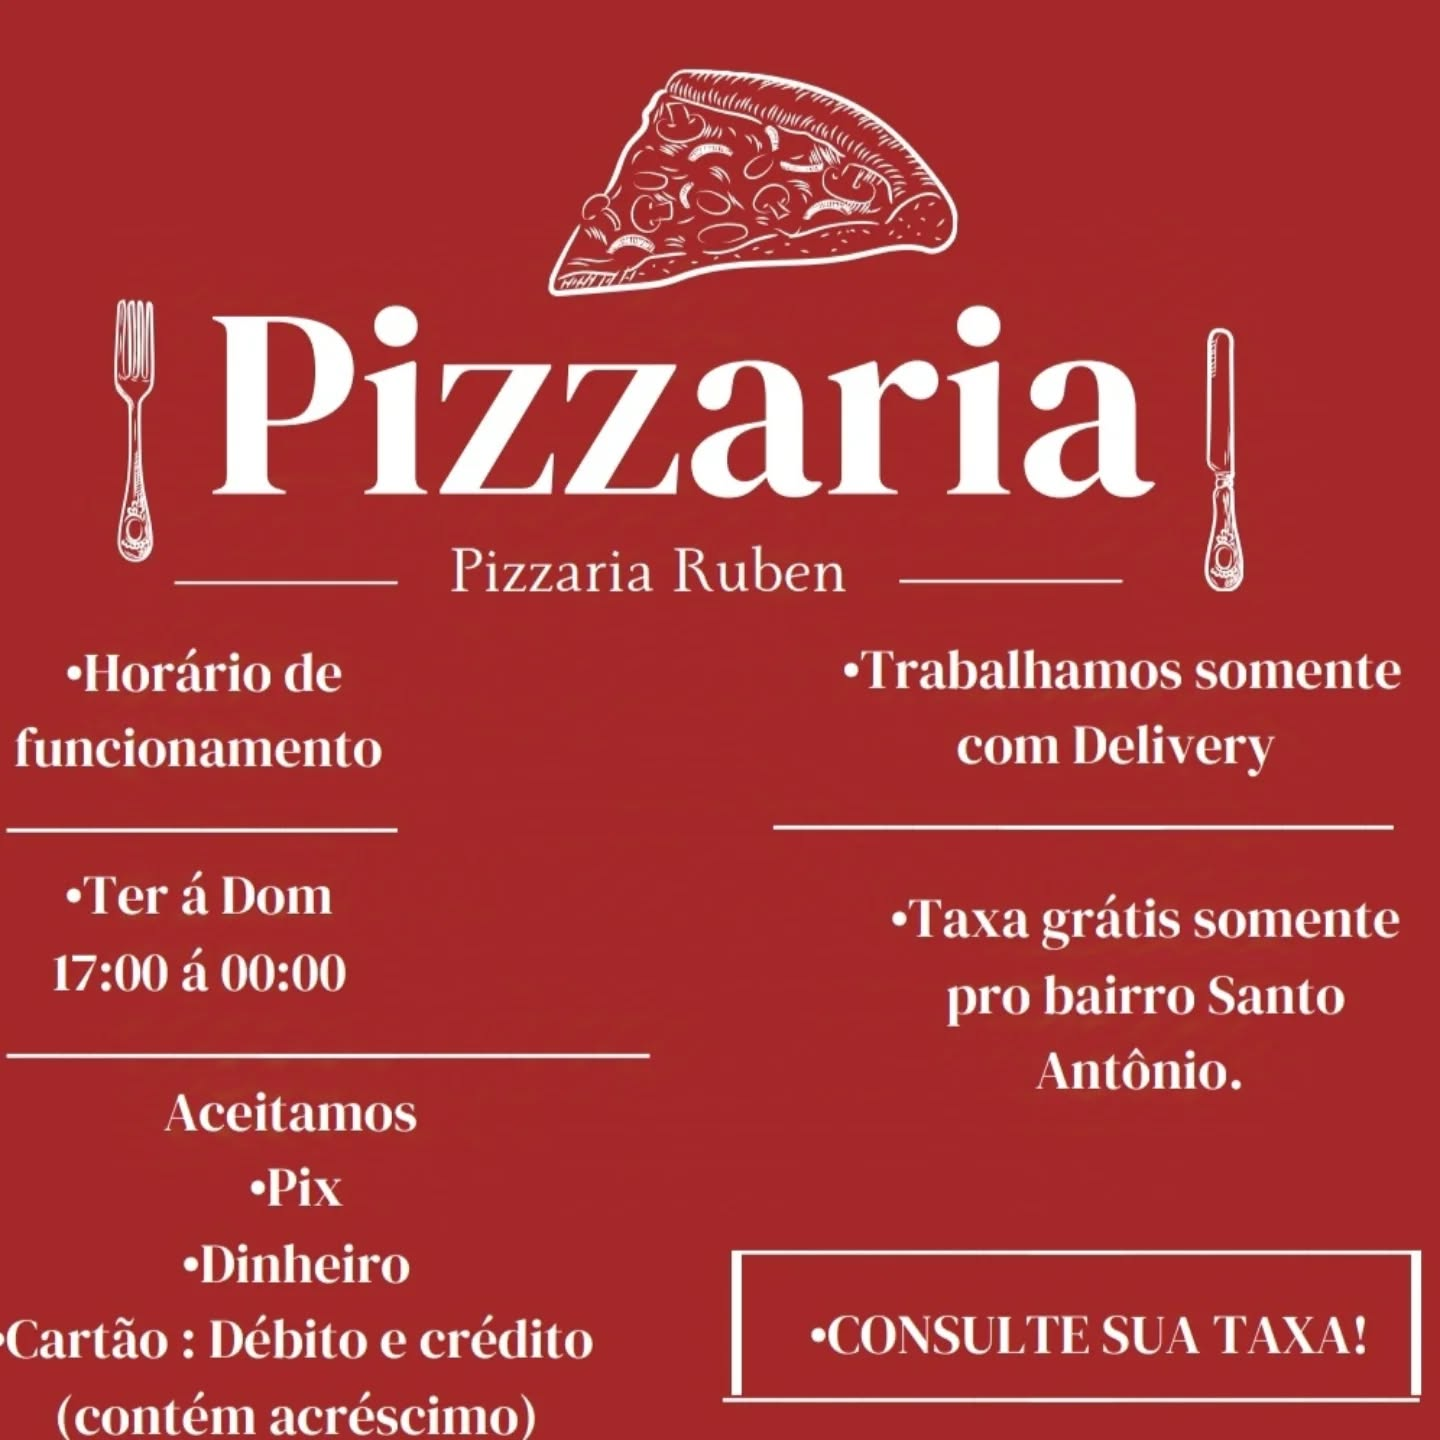 Pizzaria
Pizzaria Ruben
•Horário de
funcionamento
•Ter á Dom
17:00 á 00:00
Aceitamos
•Pix
•Dinheiro
•Cartão : Débito e crédito
(contém acréscimo)
•Trabalhamos somente
com Delivery
•Taxa grátis somente
pro bairro Santo
Antônio.
•CONSULTE SUA TAXA!